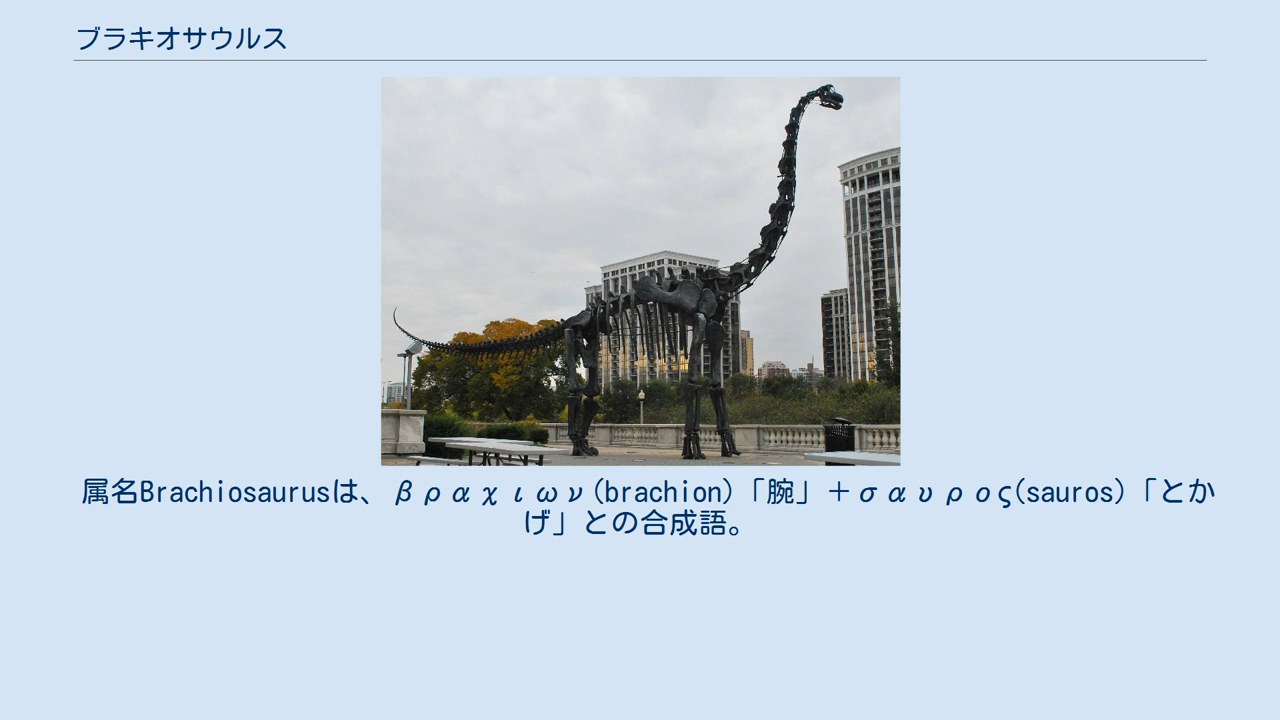 ブラキオサウルス
属名Brachiosaurusは、βραχιων(brachion)「腕」＋σαυρος(sauros)「とか
げ」との合成語。